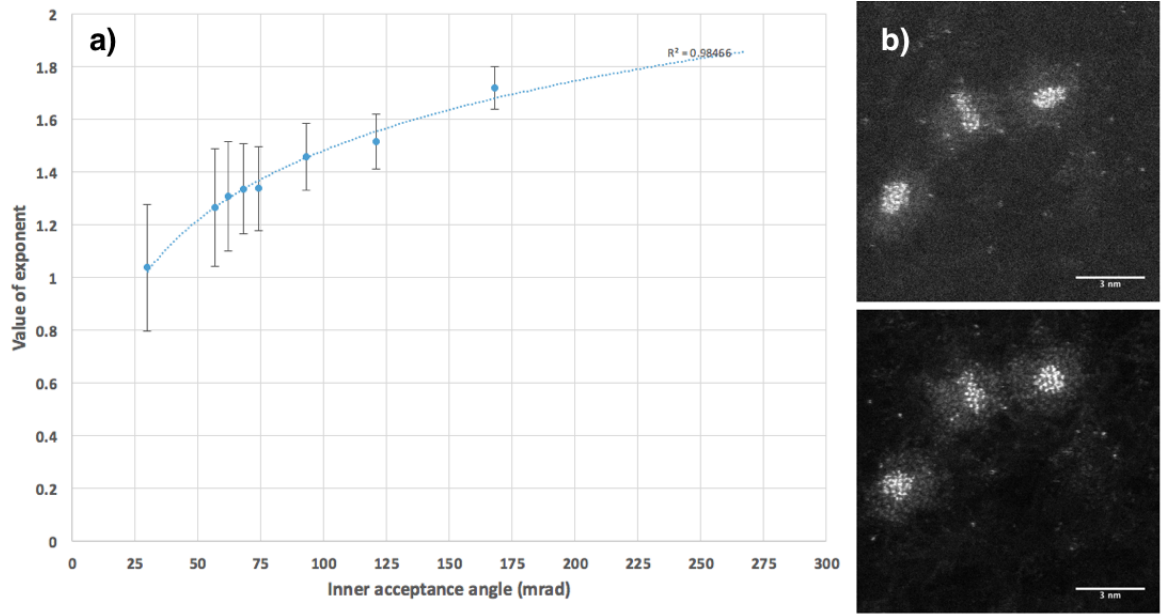 a)
2
1.8
1.6
1.4
1.2
1
0.8
0.6
0.4
0.2
0
Value of exponent
0 25 50 75 100 125 150 175 200 225 250 275 300
Inner acceptance angle (mrad)
R² = 0.98466
b)
3 nm
3 nm